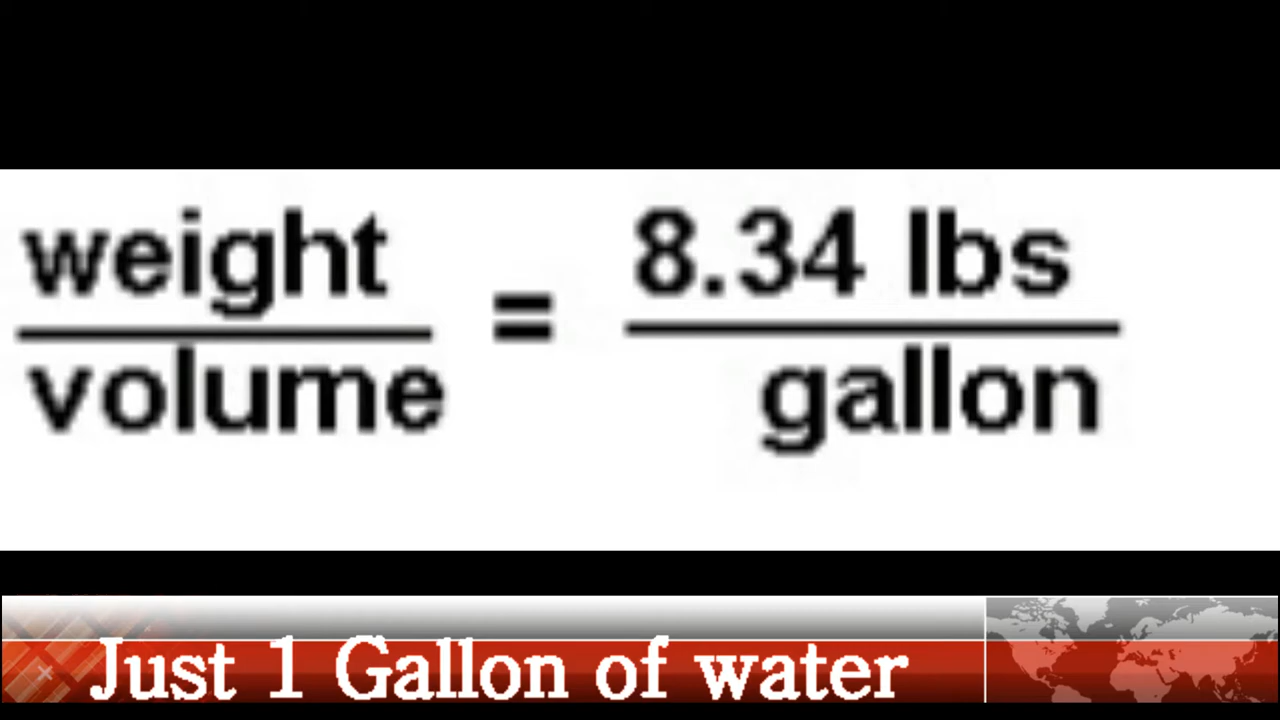 weight
volume
=
8.34 lbs
gallon
Just 1 Gallon of water